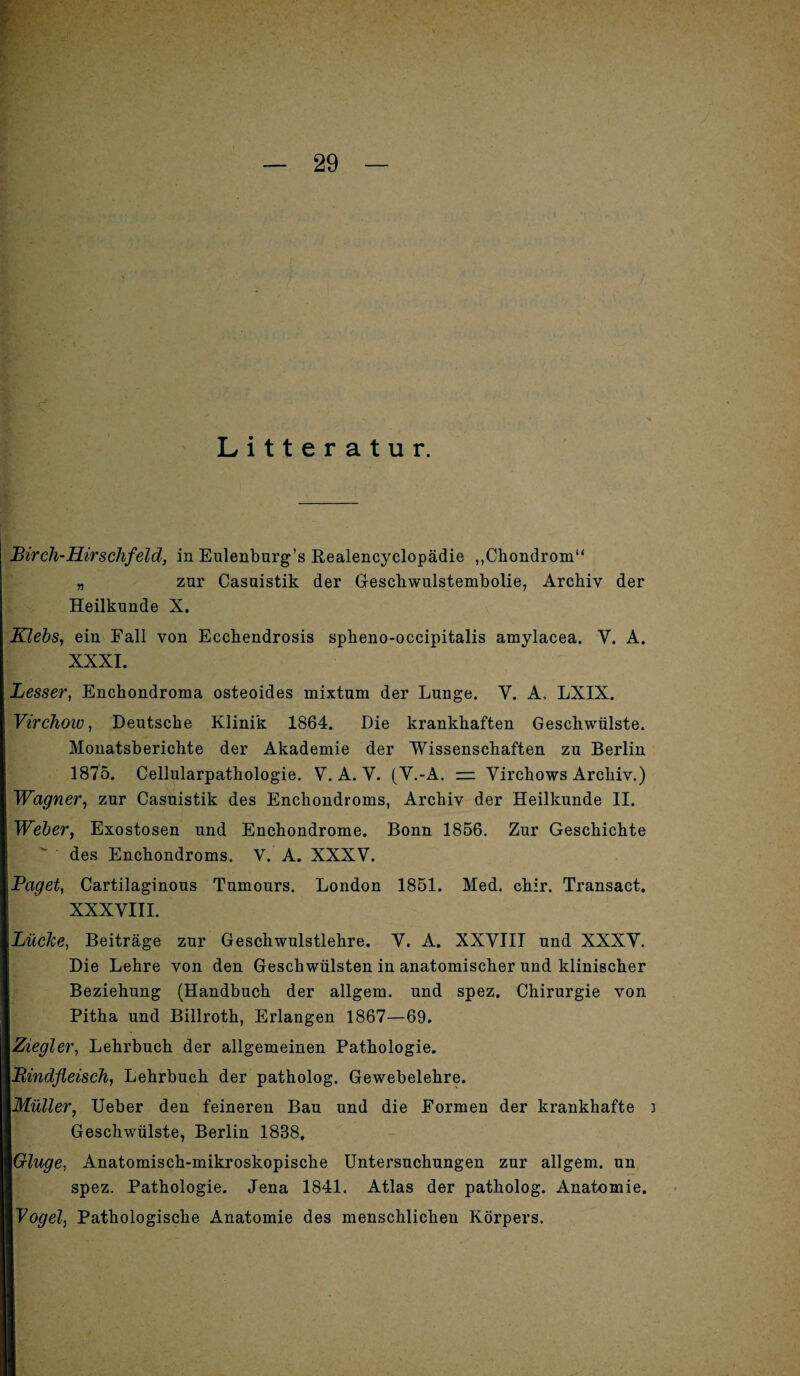 — 29 —
Litteratur.
Birch-Hirschfeld, in Eulenburg’s Realencyclopädie ,,Chondrom“
„ zur Casuistik der Geschwulstembolie, Archiv der
Heilkunde X.
Klebs, ein Fall von Ecchendrosis spheno-occipitalis amylacea. V. A.
XXXI.
Lesser, Enchondroma osteoides mixtum der Lunge. V. A. LXIX.
Virchow, Deutsche Klinik 1864. Die krankhaften Geschwülste.
Monatsberichte der Akademie der Wissenschaften zu Berlin
1875. Cellularpathologie. V. A. V. (V.-A. = Virchows Archiv.)
Wagner, zur Casuistik des Enchondroms, Archiv der Heilkunde II.
Weber, Exostosen und Enchondrome. Bonn 1856. Zur Geschichte
des Enchondroms. V. A. XXXV.
Paget, Cartilaginous Tumours. London 1851. Med. chir. Transact.
XXXVIII.
Lücke, Beiträge zur Geschwulstlehre. V. A. XXVIII und XXXV.
Die Lehre von den Geschwülsten in anatomischer und klinischer
Beziehung (Handbuch der allgem. und spez. Chirurgie von
Pitha und Billroth, Erlangen 1867—69.
Ziegler, Lehrbuch der allgemeinen Pathologie.
Rindfleisch, Lehrbuch der patholog. Gewebelehre.
Müller, Ueber den feineren Bau und die Formen der krankhafte
Geschwülste, Berlin 1838.
Gluge, Anatomisch-mikroskopische Untersuchungen zur allgem. un
spez. Pathologie. Jena 1841. Atlas der patholog. Anatomie.
Vogel, Pathologische Anatomie des menschlichen Körpers.